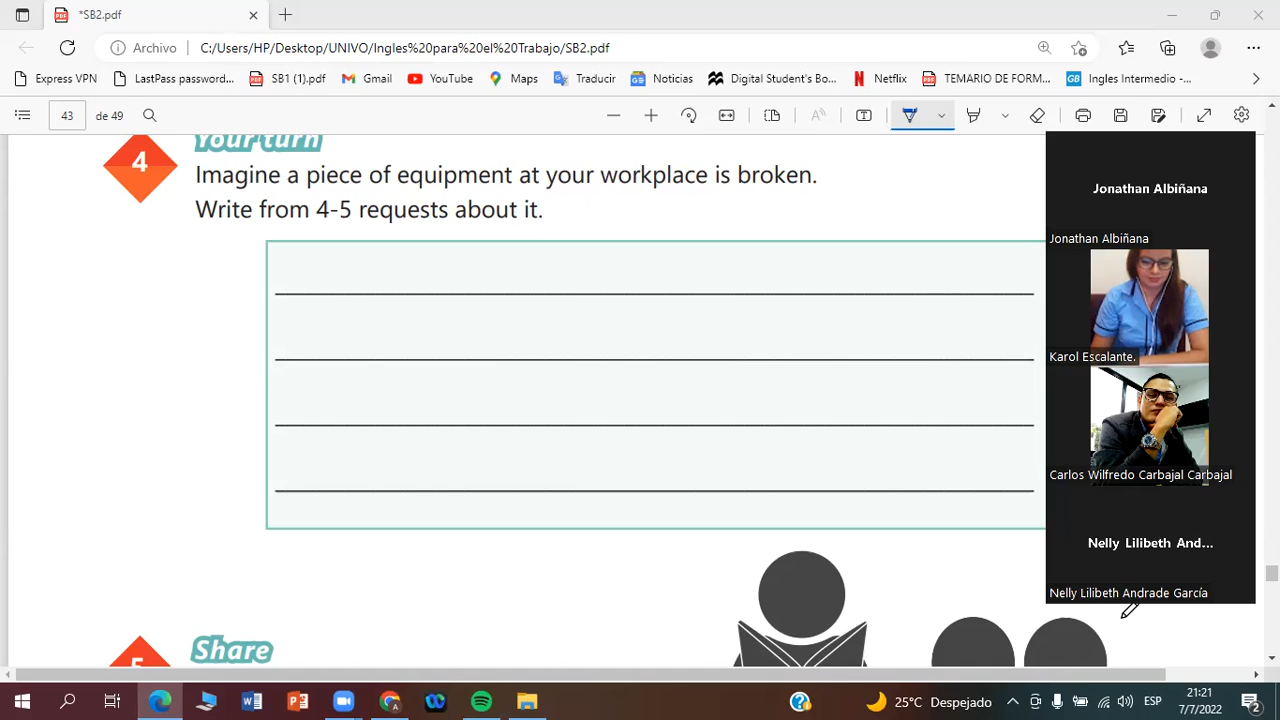 *SB2.pdf
Archivo
C:/Users/HP/Desktop/UNIVO/Ingles%20para%20el%20Trabajo/SB2.pdf
Express VPN
LastPass password...
SB1 (1).pdf
Gmail
YouTube
Maps
Traducir
Noticias
Digital Student's Bo...
Netflix
TEMARIO DE FORM...
Ingles Intermedio -...
43
de 49
4
Your turn
Imagine a piece of equipment at your workplace is broken.
Write from 4-5 requests about it.
Jonathan Albiñana
Jonathan Albiñana
Karol Escalante.
Carlos Wilfredo Carbajal Carbajal
Nelly Lilibeth And...
Nelly Lilibeth Andrade García
5
Share
25°C Despejado
ESP
21:21
7/7/2022
2